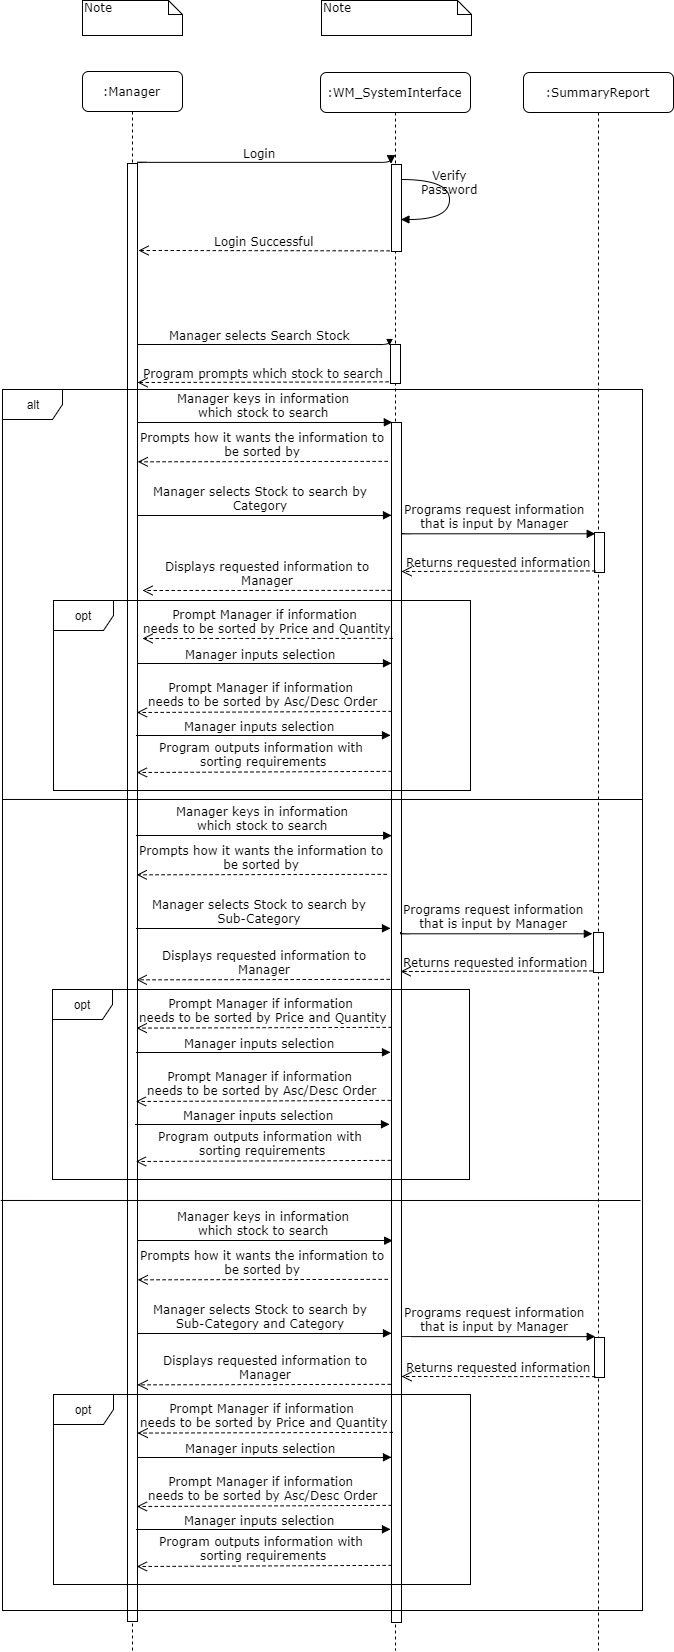 Note
Note
:Manager
:WM_SystemInterface
:SummaryReport
Login
Verify
Password
Login Successful
Manager selects Search Stock
Program prompts which stock to search
alt
Manager keys in information
which stock to search
Prompts how it wants the information to
be sorted by
Manager selects Stock to search by
Category
Programs request information
that is input by Manager
Returns requested information
Displays requested information to
Manager
opt
Prompt Manager if information
needs to be sorted by Price and Quantity
Manager inputs selection
Prompt Manager if information
needs to be sorted by Asc/Desc Order
Manager inputs selection
Program outputs information with
sorting requirements
Manager keys in information
which stock to search
Prompts how it wants the information to
be sorted by
Manager selects Stock to search by
Sub-Category
Programs request information
that is input by Manager
Returns requested information
Displays requested information to
Manager
opt
Prompt Manager if information
needs to be sorted by Price and Quantity
Manager inputs selection
Prompt Manager if information
needs to be sorted by Asc/Desc Order
Manager inputs selection
Program outputs information with
sorting requirements
Manager keys in information
which stock to search
Prompts how it wants the information to
be sorted by
Manager selects Stock to search by
Sub-Category and Category
Programs request information
that is input by Manager
Returns requested information
Displays requested information to
Manager
opt
Prompt Manager if information
needs to be sorted by Price and Quantity
Manager inputs selection
Prompt Manager if information
needs to be sorted by Asc/Desc Order
Manager inputs selection
Program outputs information with
sorting requirements